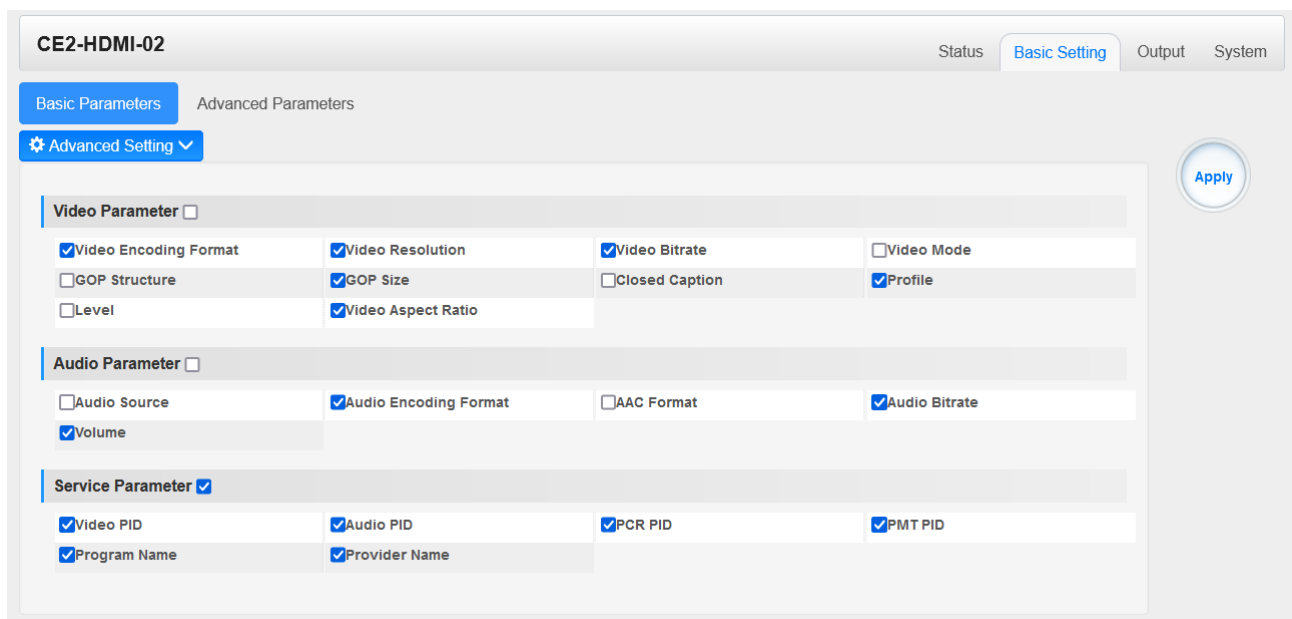 CE2-HDMI-02
Status Basic Setting Output System
Basic Parameters Advanced Parameters
Advanced Setting
Apply
Video Parameter
Video Encoding Format Video Resolution Video Bitrate Video Mode
GOP Structure GOP Size Closed Caption Profile
Level Video Aspect Ratio
Audio Parameter
Audio Source Audio Encoding Format AAC Format Audio Bitrate
Volume
Service Parameter
Video PID Audio PID PCR PID PMT PID
Program Name Provider Name